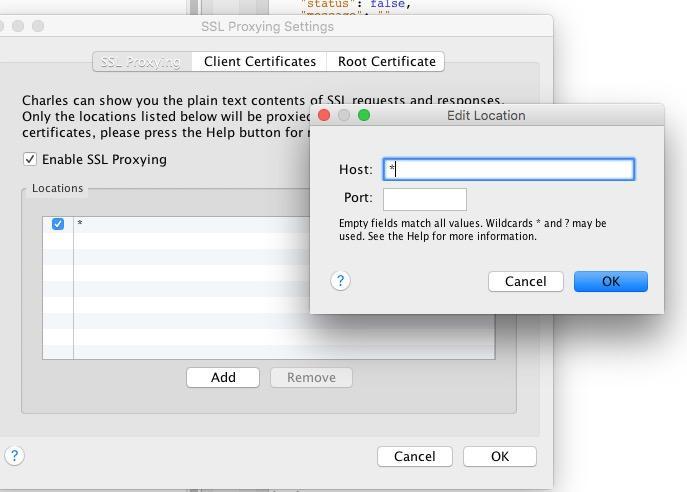 "status": false,
SSL Proxying Settings
SSL Proxying Client Certificates Root Certificate
Charles can show you the plain text contents of SSL requests and responses.
Only the locations listed below will be proxied
certificates, please press the Help button for
Enable SSL Proxying
Locations
*
Add Remove
? Cancel OK
Edit Location
Host: *
Port:
Empty fields match all values. Wildcards * and ? may be
used. See the Help for more information.
? Cancel OK